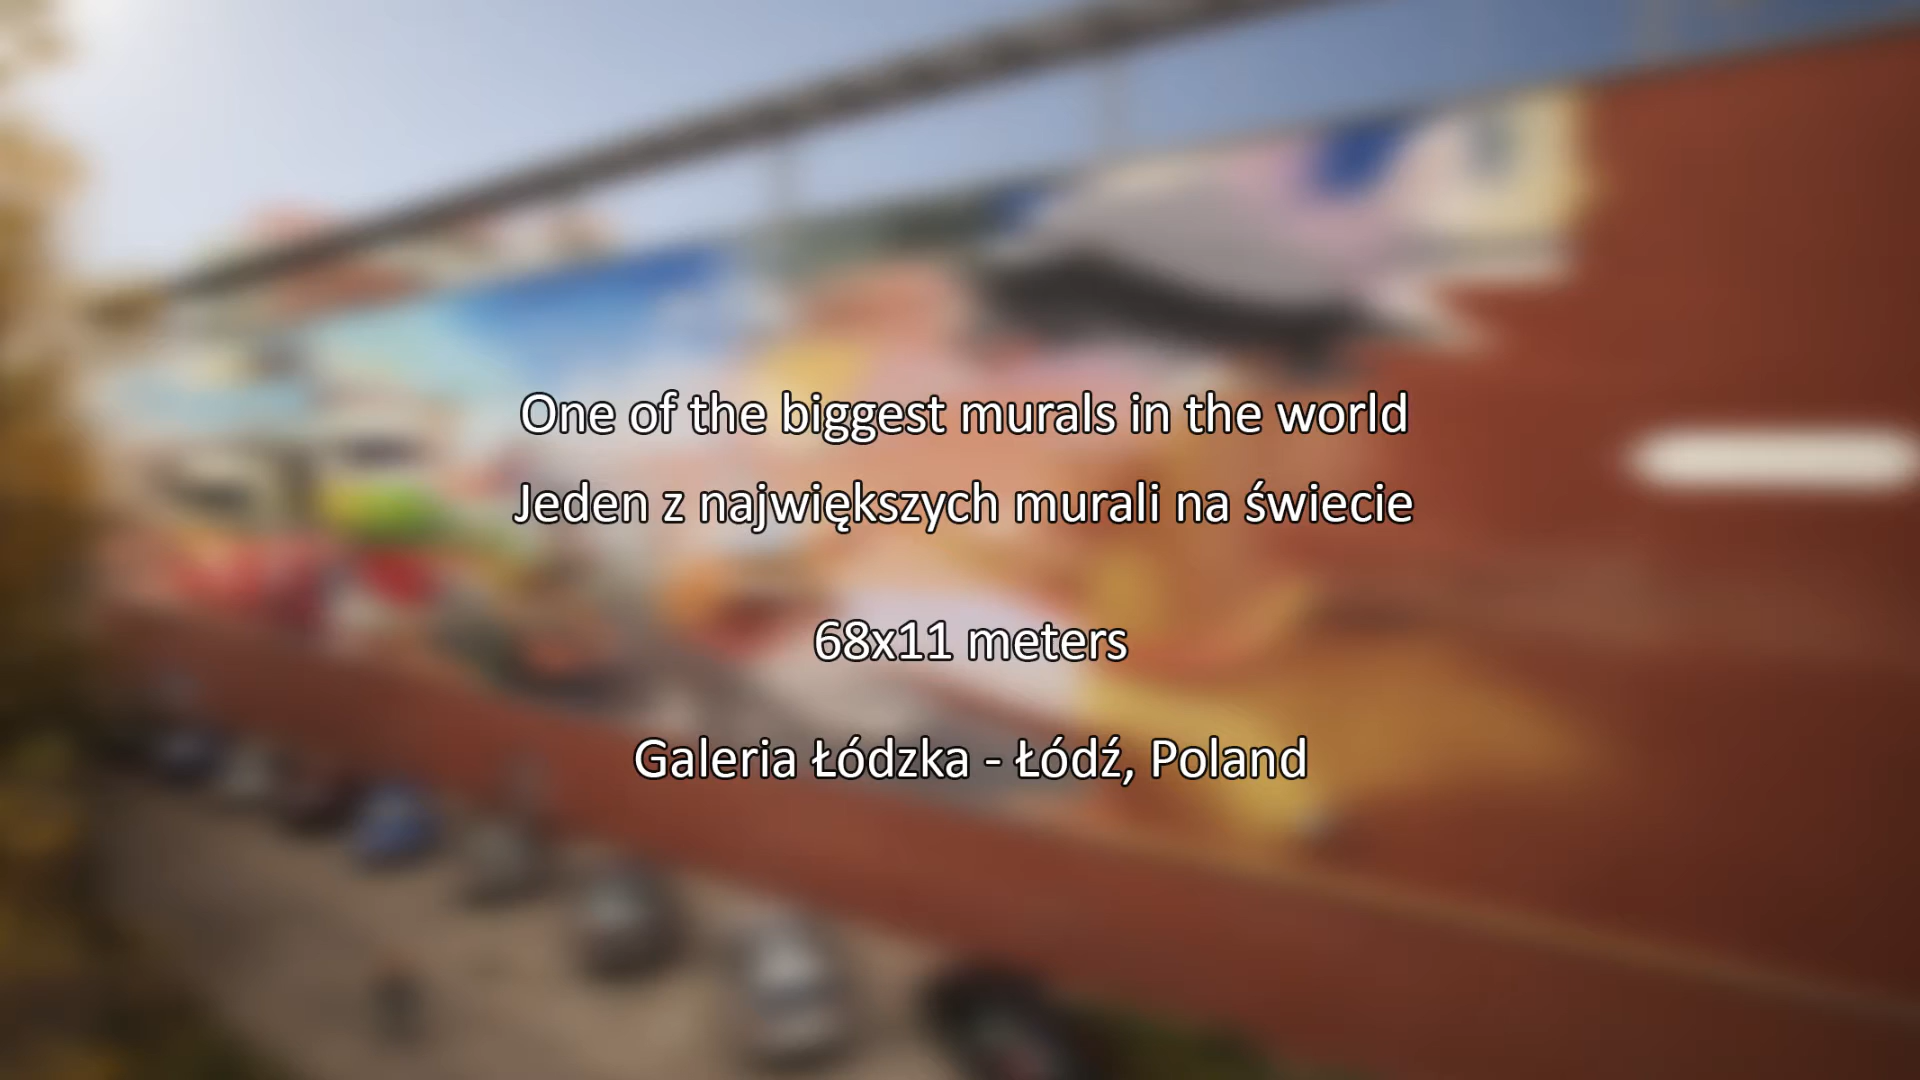 One of the biggest murals in the world
Jeden z największych murali na świecie
68x11 meters
Galeria Łódzka - Łódź, Poland